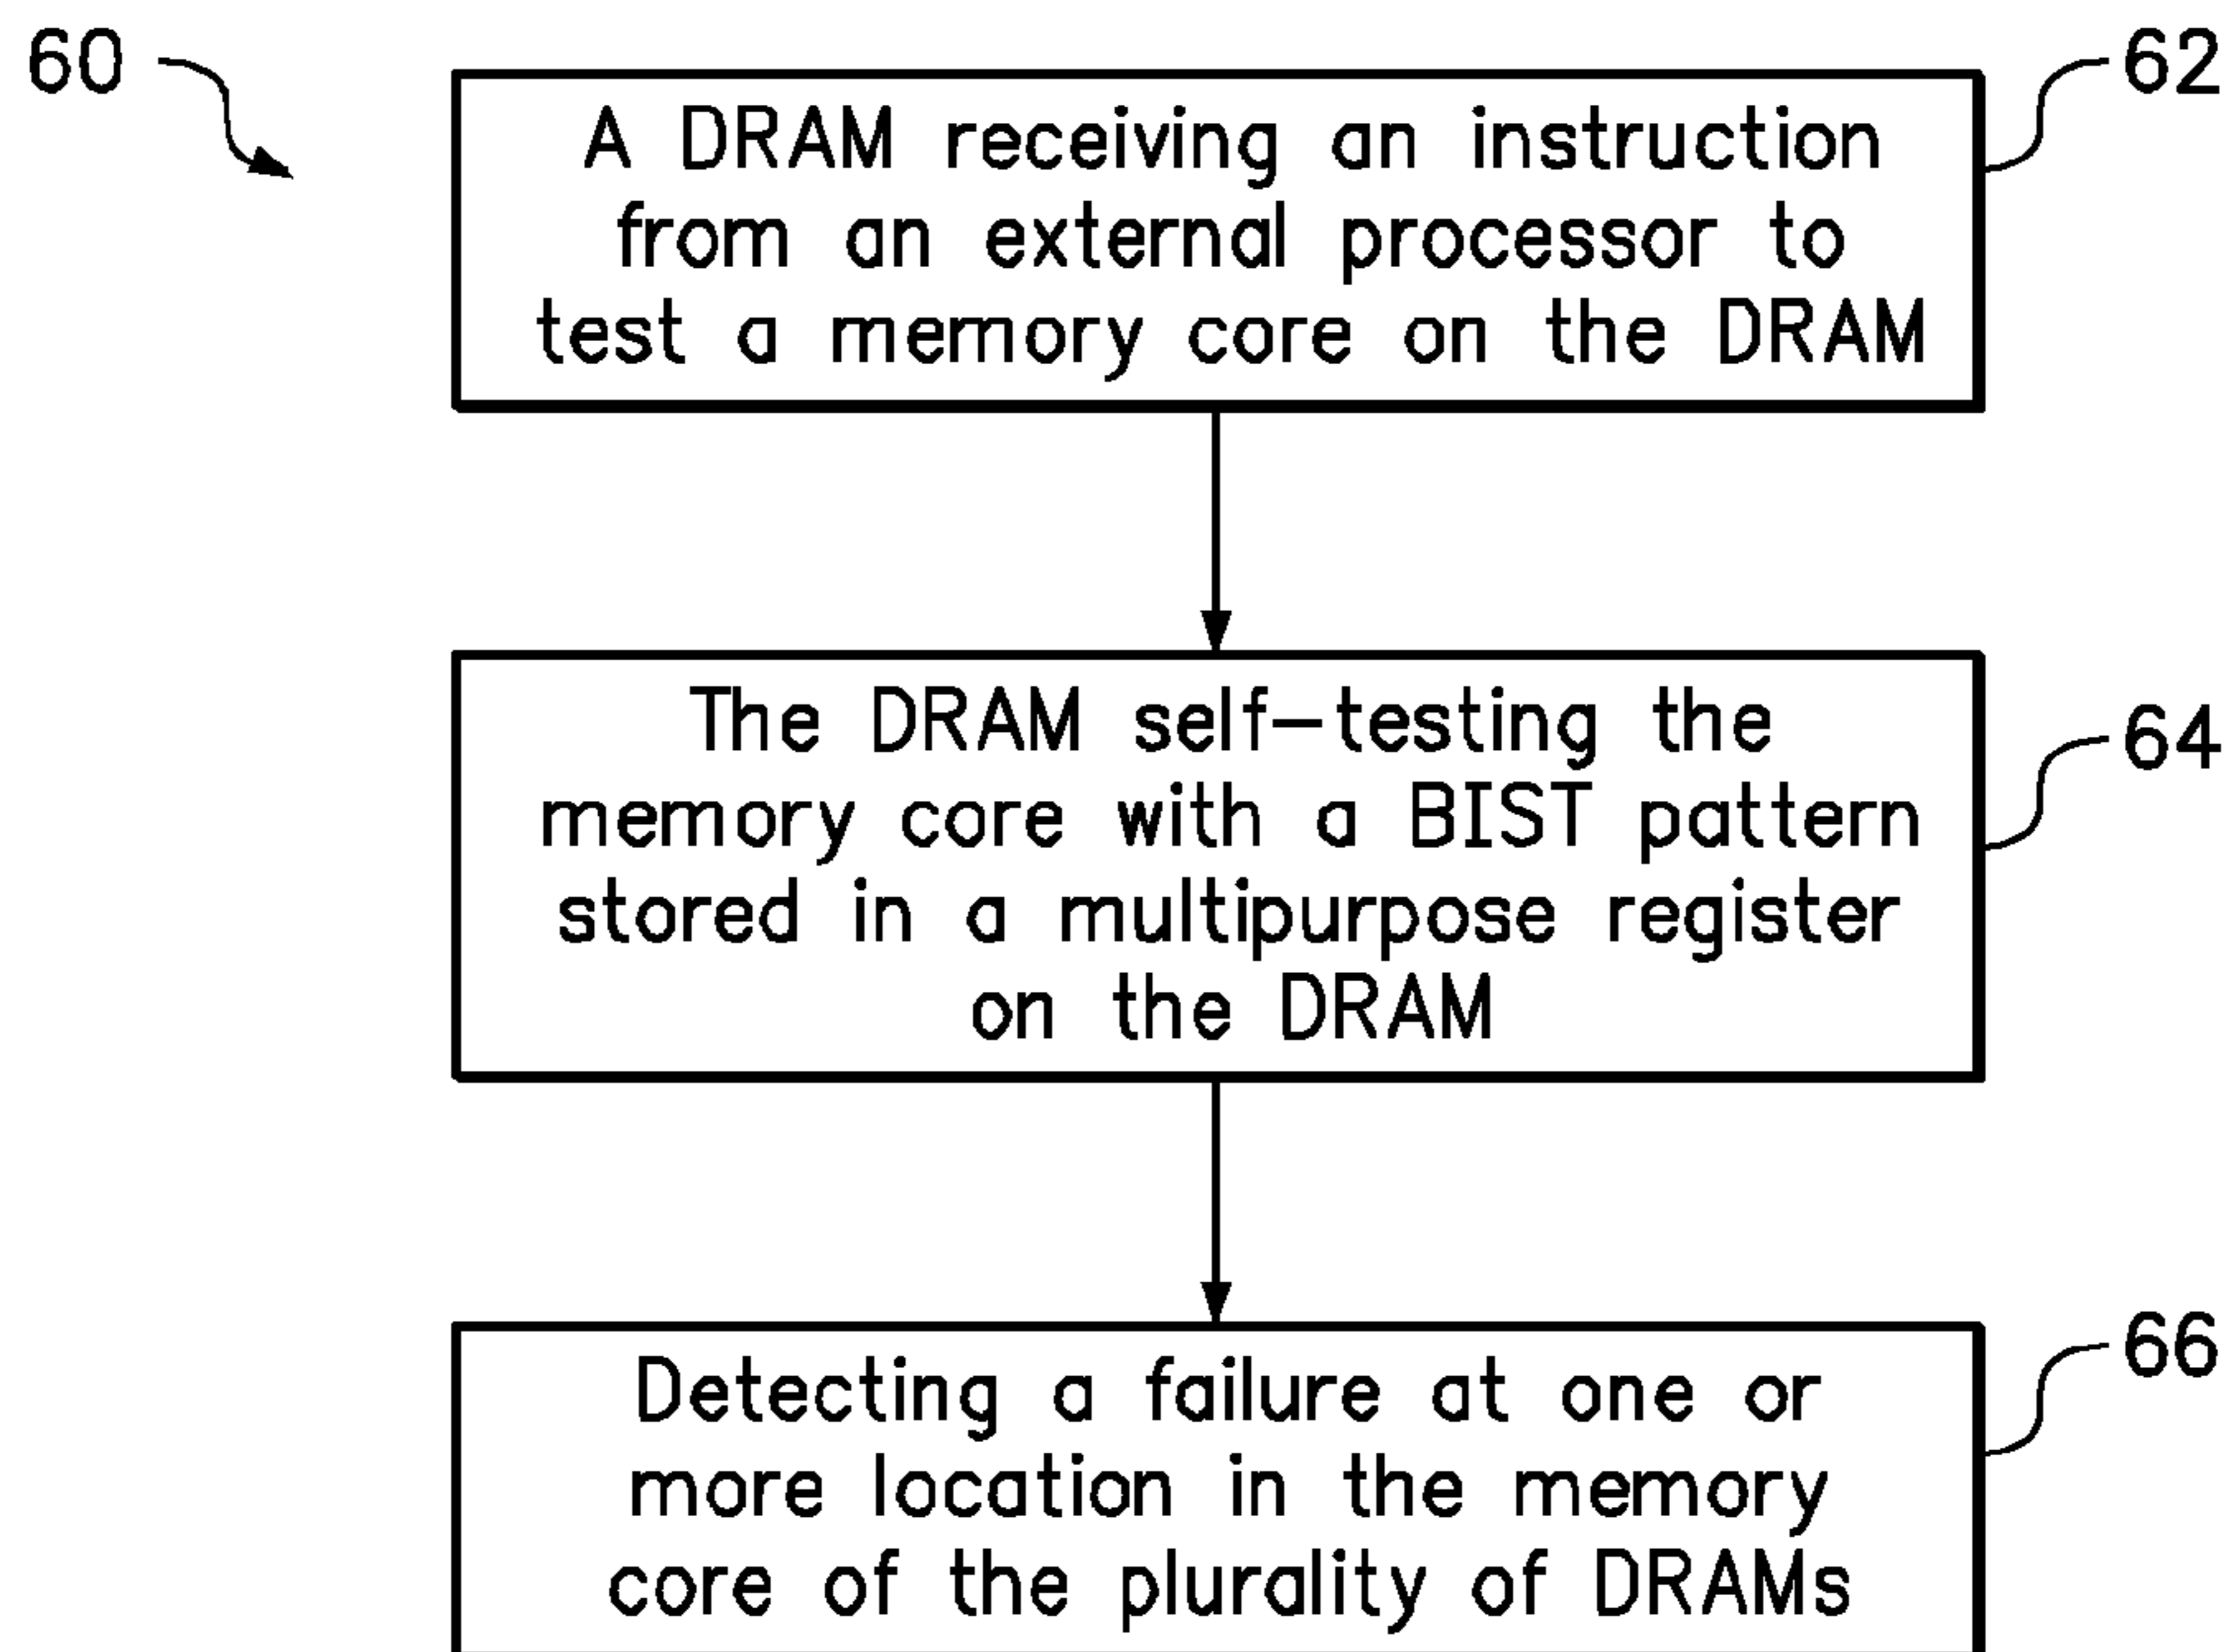 60
62
A DRAM receiving an instruction
from an external processor to
test a memory core on the DRAM
64
The DRAM self-testing the
memory core with a BIST pattern
stored in a multipurpose register
on the DRAM
66
Detecting a failure at one or
more location in the memory
core of the plurality of DRAMs